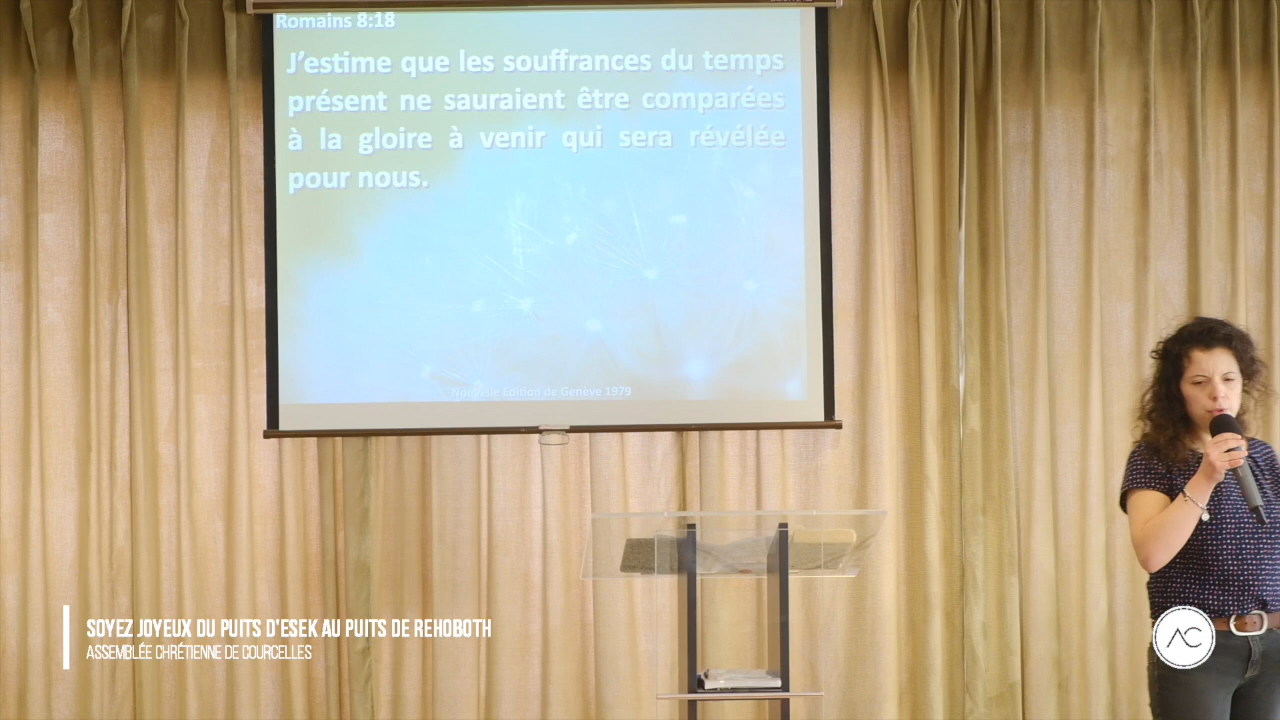 Romains 8:18
J'estime que les souffrances du temps
présent ne sauraient être comparées
à la gloire à venir qui sera révélée
pour nous.
Nouvelle Edition de Genève 1979
SOYEZ JOYEUX DU PUITS D'ESEK AU PUITS DE REHOBOTH
ASSEMBLÉE CHRÉTIENNE DE COURCELLES
AC